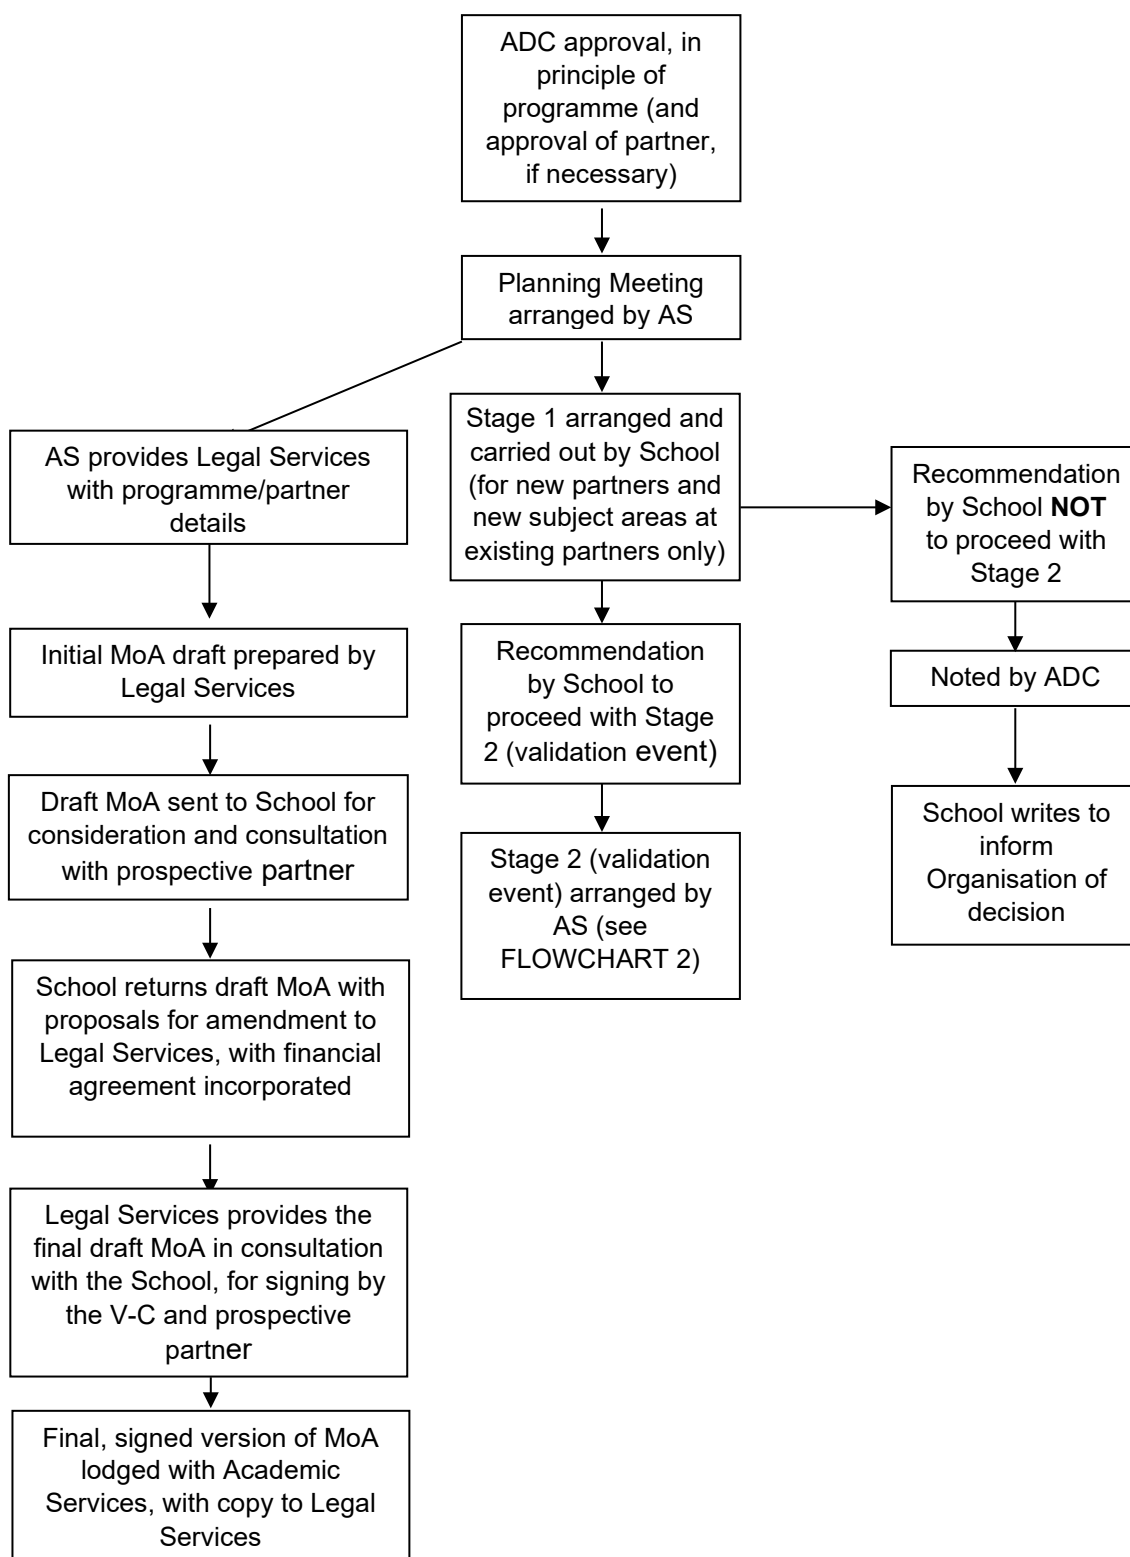 ADC approval, in
principle of
programme (and
approval of partner,
if necessary)
Planning Meeting
arranged by AS
AS provides Legal Services
with programme/partner
details
Initial MoA draft prepared by
Legal Services
Draft MoA sent to School for
consideration and consultation
with prospective partner
School returns draft MoA with
proposals for amendment to
Legal Services, with financial
agreement incorporated
Legal Services provides the
final draft MoA in consultation
with the School, for signing by
the V-C and prospective
partner
Final, signed version of MoA
lodged with Academic
Services, with copy to Legal
Services
Stage 1 arranged and
carried out by School
(for new partners and
new subject areas at
existing partners only)
Recommendation
by School to
proceed with Stage
2 (validation event)
Stage 2 (validation
event) arranged by
AS (see
FLOWCHART 2)
Recommendation
by School NOT
to proceed with
Stage 2
Noted by ADC
School writes to
inform
Organisation of
decision